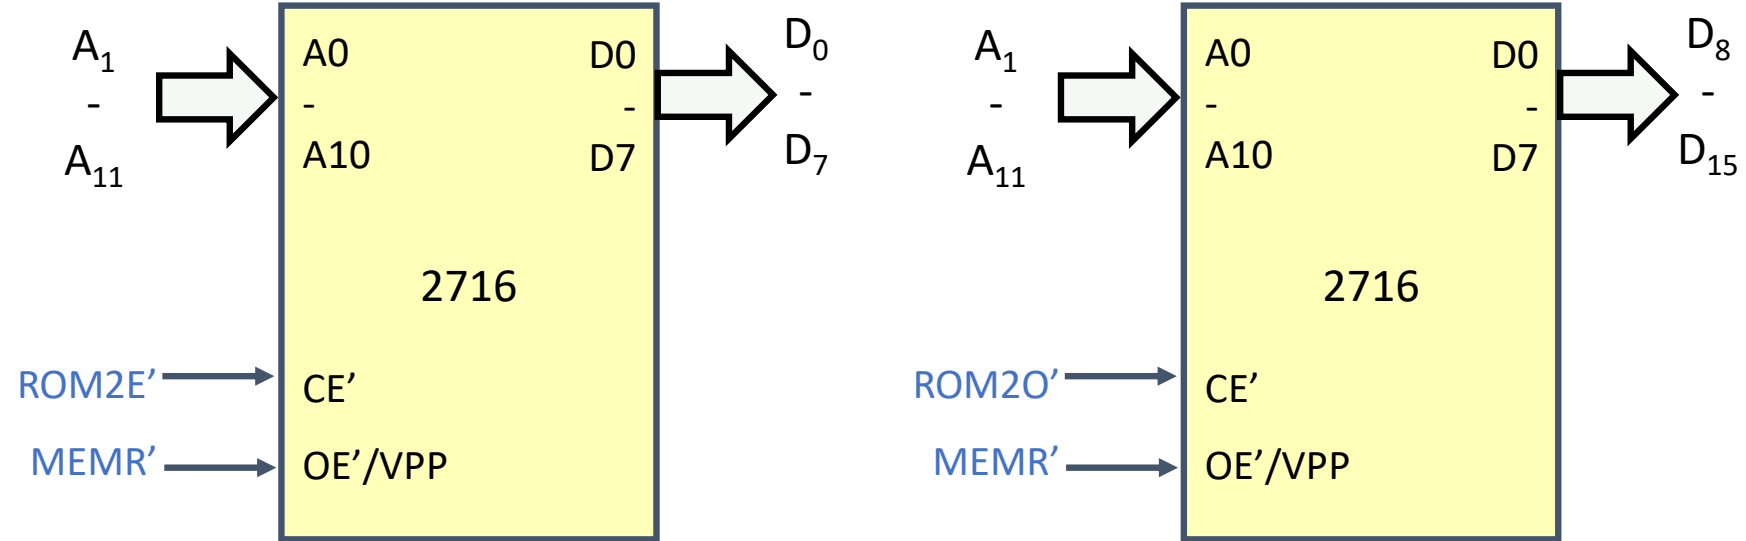 A₁
-
A₁₁
A0
-
A10
D0
-
D7
D₀
-
D₇
2716
ROM2E’
CE’
MEMR’
OE’/VPP
A₁
-
A₁₁
A0
-
A10
D0
-
D7
D₈
-
D₁₅
2716
ROM2O’
CE’
MEMR’
OE’/VPP